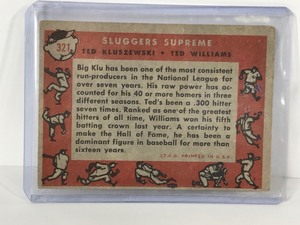 321
SLUGGERS SUPREME
TED KLUSZEWSKI • TED WILLIAMS
Big Klu has been one of the most consistent
run-producers in the National League for
over seven years. His raw power has ac-
counted for his 40 or more homers in three
different seasons. Ted's been a .300 hitter
seven times. Ranked as one of the greatest
hitters of all time, Williams won his fifth
batting crown last year. A certainty to
make the Hall of Fame, he has been a
dominant figure in baseball for more than
sixteen years.
©T.C.G. PRINTED IN U.S.A.